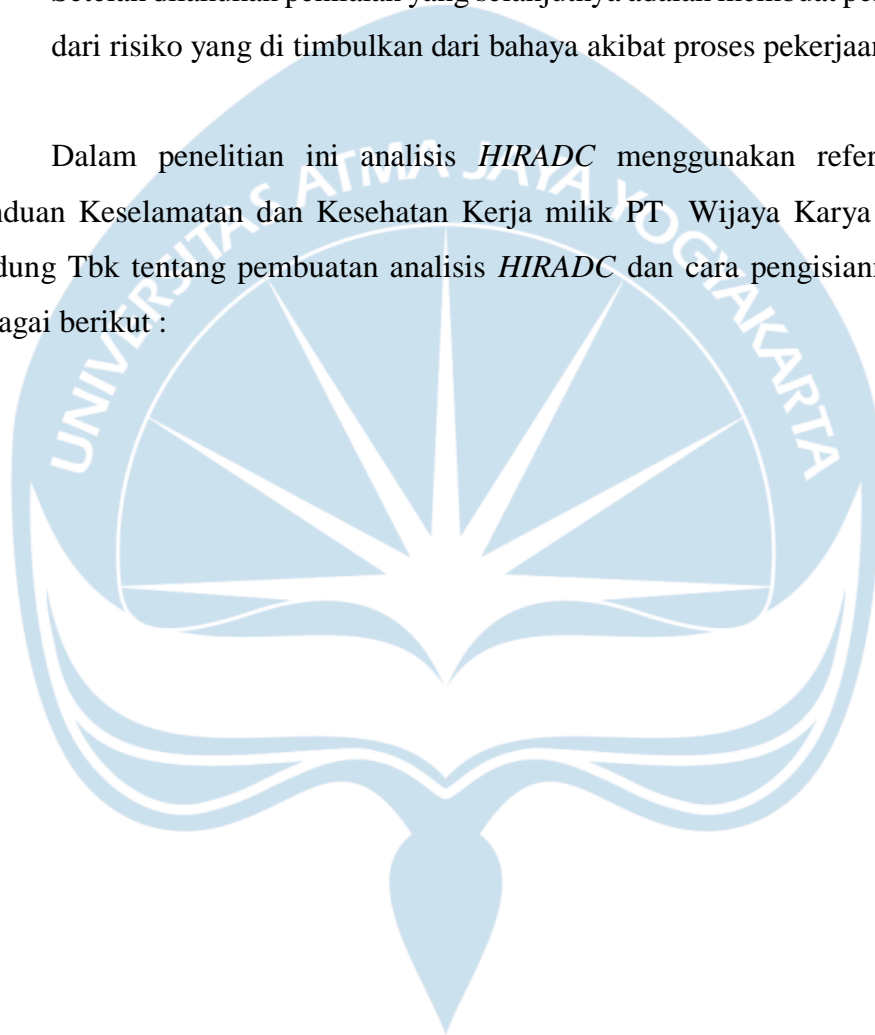 dari risiko yang di timbulkan dari bahaya akibat proses pekerjaan
Dalam penelitian ini analisis HIRADC menggunakan refer
nduan Keselamatan dan Kesehatan Kerja milik PT Wijaya Karya
dung Tbk tentang pembuatan analisis HIRADC dan cara pengisiann
agai berikut :
UNIVERSITAS ATMA JAYA YOGYAKARTA